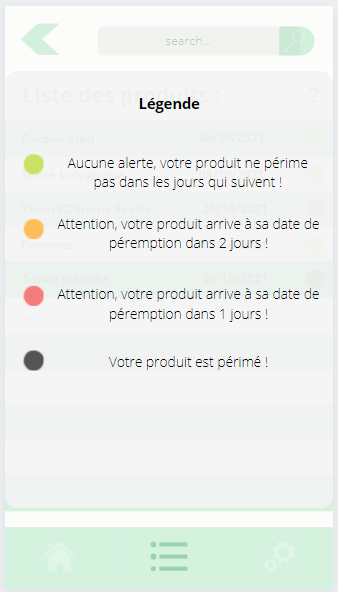 search...
Liste des produits : ?
Légende
Cordon bleu 06/10/2021
Aucune alerte, votre produit ne périme
pas dans les jours qui suivent !
Yaourt Danone Fraise 25/10/2021
Attention, votre produit arrive à sa date de
péremption dans 2 jours !
Pommes
Sauce blanche 06/10/2021
Attention, votre produit arrive à sa date de
péremption dans 1 jours !
Votre produit est périmé !